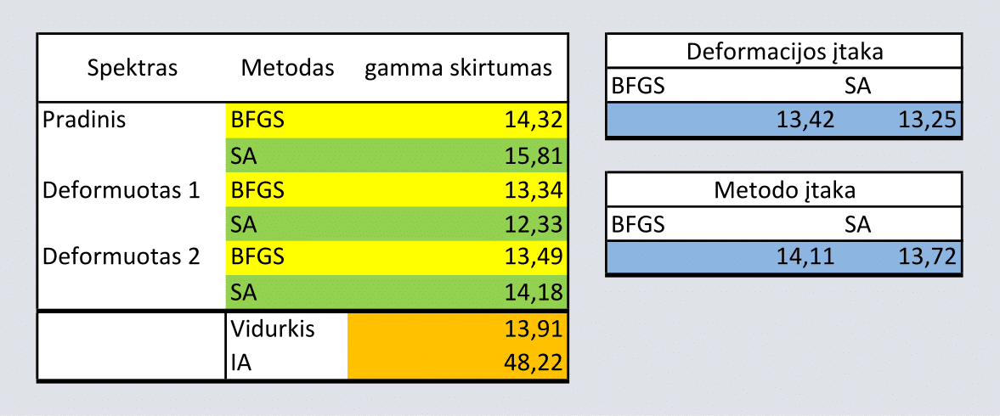 Spektras Metodas gamma skirtumas
Pradinis BFGS 14,32
SA 15,81
Deformuotas 1 BFGS 13,34
SA 12,33
Deformuotas 2 BFGS 13,49
SA 14,18
Vidurkis 13,91
IA 48,22
Deformacijos įtaka
BFGS SA
13,42 13,25
Metodo įtaka
BFGS SA
14,11 13,72